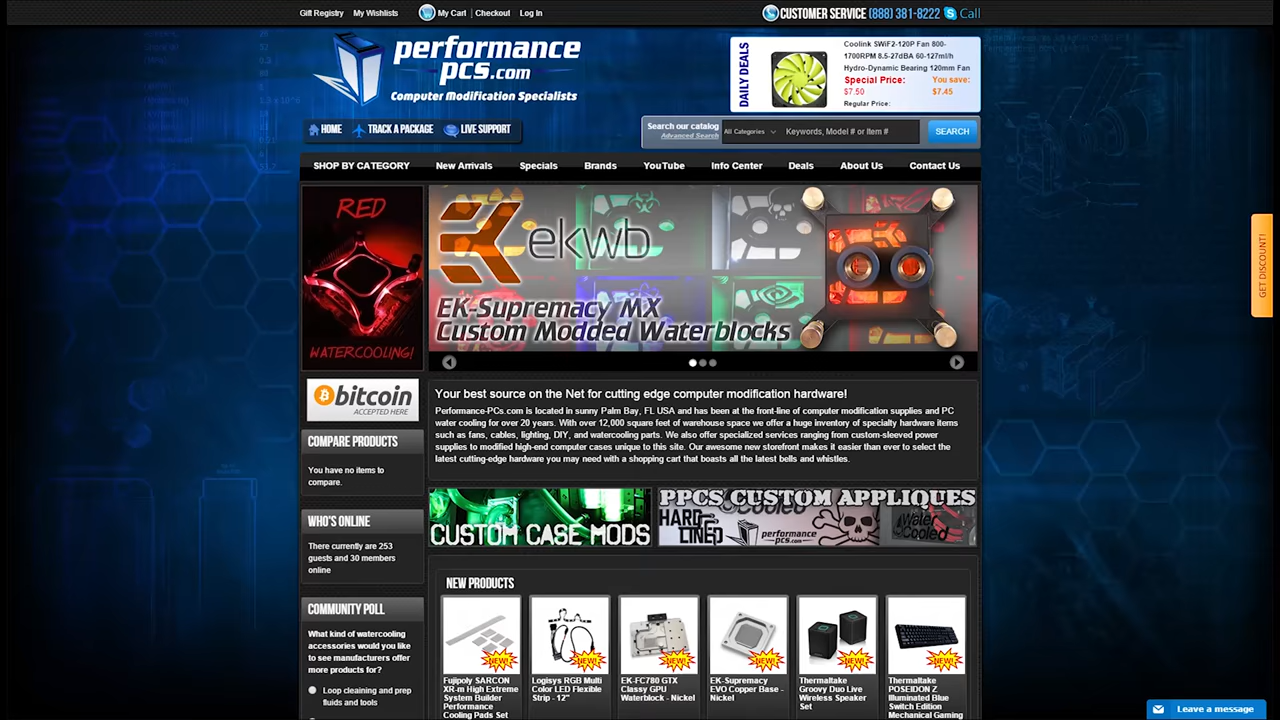 Gift Registry My Wishlists My Cart | Checkout Log In
CUSTOMER SERVICE (888) 381-8222 Call
performance
pcs.com
Computer Modification Specialists
DAILY DEALS
Coolink SWiF2-120P Fan 800-
1700RPM 8.5-27dBA 60-127ml/h
Hydro-Dynamic Bearing 120mm Fan
Special Price: You save:
$7.50 $7.45
Regular Price:
HOME TRACK A PACKAGE LIVE SUPPORT
Search our catalog
Advanced Search
All Categories
Keywords, Model # or Item #
SEARCH
SHOP BY CATEGORY New Arrivals Specials Brands YouTube Info Center Deals About Us Contact Us
RED
WATERCOOLING!
ekwb
EK-Supremacy MX
Custom Modded Waterblocks
GET DISCOUNT!
bitcoin
ACCEPTED HERE
COMPARE PRODUCTS
You have no items to
compare.
WHO'S ONLINE
There currently are 253
guests and 30 members
online
COMMUNITY POLL
What kind of watercooling
accessories would you like
to see manufacturers offer
more products for?
Loop cleaning and prep
fluids and tools
Your best source on the Net for cutting edge computer modification hardware!
Performance-PCs.com is located in sunny Palm Bay, FL USA and has been at the front-line of computer modification supplies and PC
water cooling for over 20 years. With over 12,000 square feet of warehouse space we offer a huge inventory of specialty hardware items
such as fans, cables, lighting, DIY, and watercooling parts. We also offer specialized services ranging from custom-sleeved power
supplies to modified high-end computer cases unique to this site. Our awesome new storefront makes it easier than ever to select the
latest cutting-edge hardware you may need with a shopping cart that boasts all the latest bells and whistles.
CUSTOM CASE MODS
PPCS CUSTOM APPLIQUES
HARD
LINED
Cooled
performance
pcs.com
Water
Cooled
NEW PRODUCTS
NEW!
Fujipoly SARCON
XR-m High Extreme
System Builder
Performance
Cooling Pads Set
NEW!
Logisys RGB Multi
Color LED Flexible
Strip - 12"
NEW!
EK-FC780 GTX
Classy GPU
Waterblock - Nickel
NEW!
EK-Supremacy
EVO Copper Base -
Nickel
NEW!
Thermaltake
Groovy Duo Live
Wireless Speaker
Set
NEW!
Thermaltake
POSEIDON Z
Illuminated Blue
Switch Edition
Mechanical Gaming
Leave a message